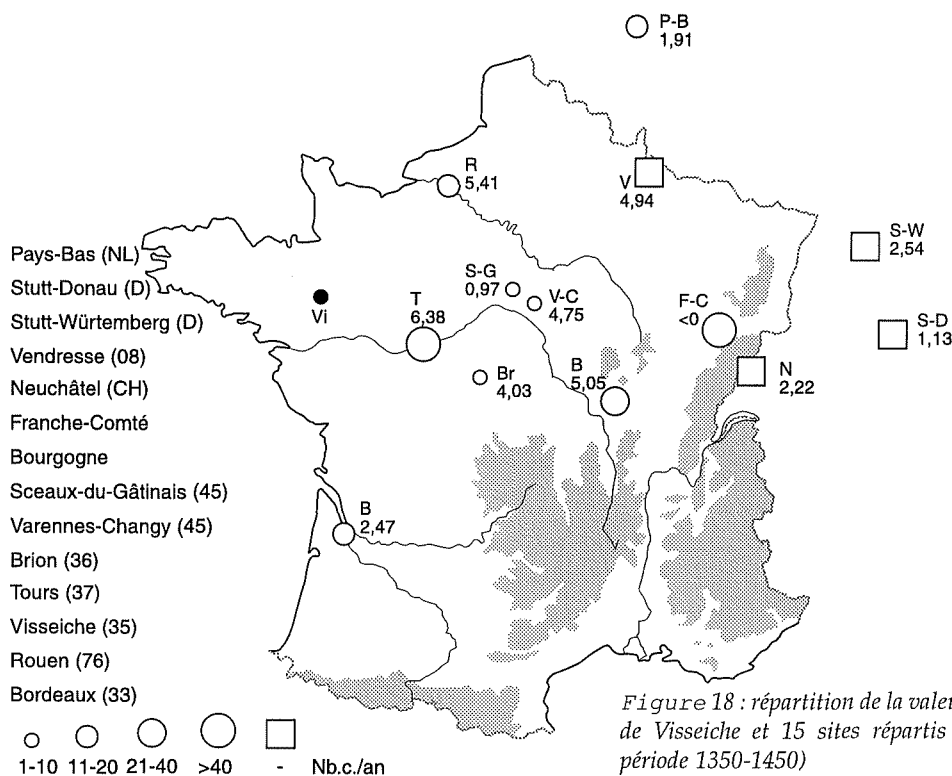 P-B
1,91
R
5,41
V
4,94
S-W
2,54
S-G
0,97
V-C
4,75
F-C
<0
S-D
1,13
Vi
T
6,38
Br
4,03
B
5,05
N
2,22
B
2,47
Pays-Bas (NL)
Stutt-Donau (D)
Stutt-Würtemberg (D)
Vendresse (08)
Neuchâtel (CH)
Franche-Comté
Bourgogne
Sceaux-du-Gâtinais (45)
Varennes-Changy (45)
Brion (36)
Tours (37)
Visseiche (35)
Rouen (76)
Bordeaux (33)
1-10 11-20 21-40 >40 - Nb.c./an
Figure 18 : répartition de la valeu
de Visseiche et 15 sites répartis
période 1350-1450)